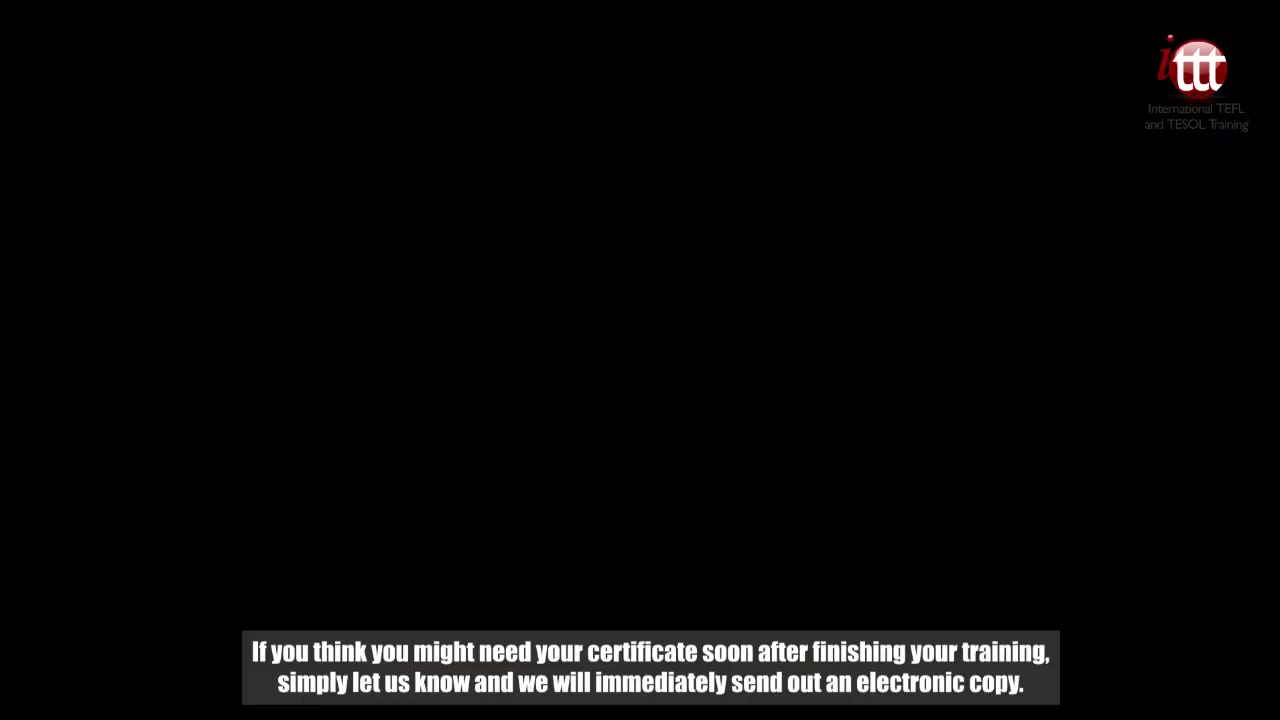 ittt
International TEFL
and TESOL Training
If you think you might need your certificate soon after finishing your training,
simply let us know and we will immediately send out an electronic copy.